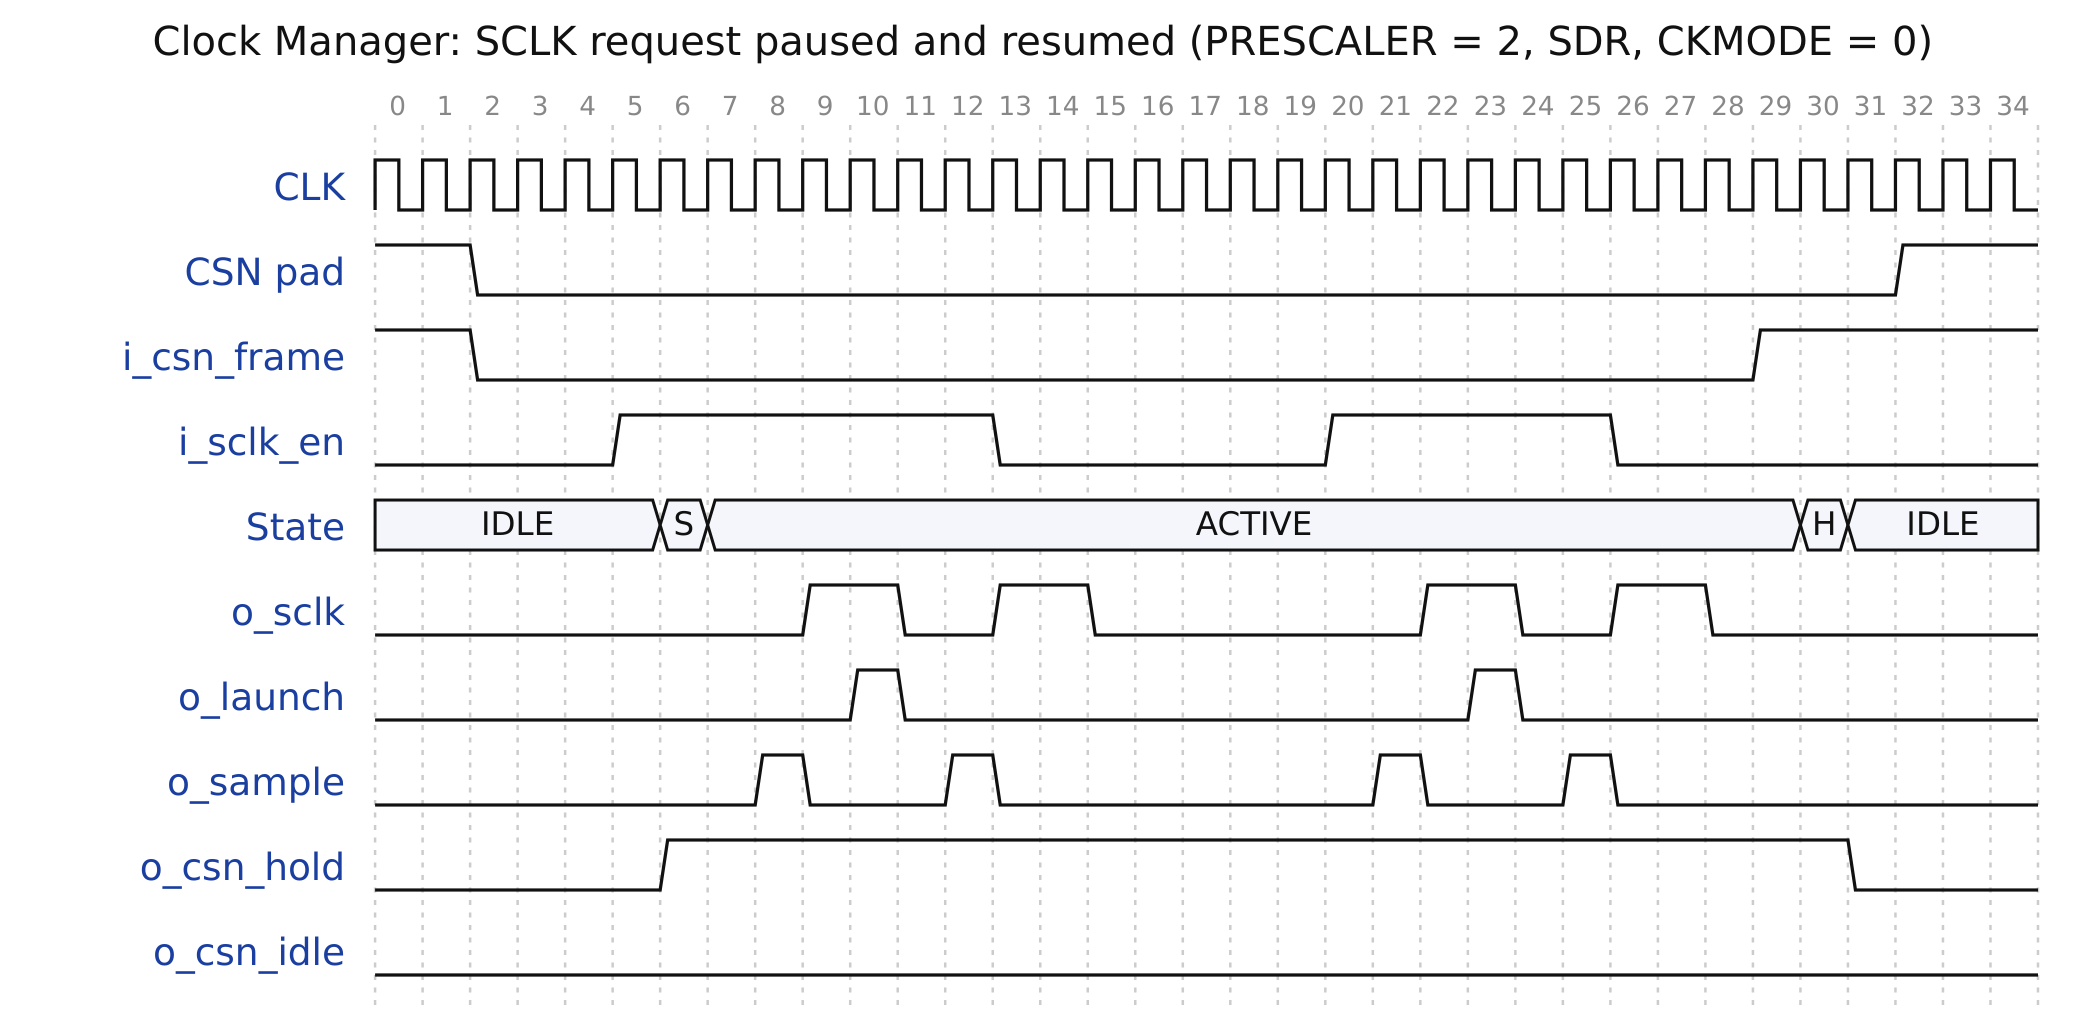 Clock Manager: SCLK request paused and resumed (PRESCALER = 2, SDR, CKMODE = 0)
0 1 2 3 4 5 6 7 8 9 10 11 12 13 14 15 16 17 18 19 20 21 22 23 24 25 26 27 28 29 30 31 32 33 34
CLK
CSN pad
i_csn_frame
i_sclk_en
State IDLE S ACTIVE H IDLE
o_sclk
o_launch
o_sample
o_csn_hold
o_csn_idle